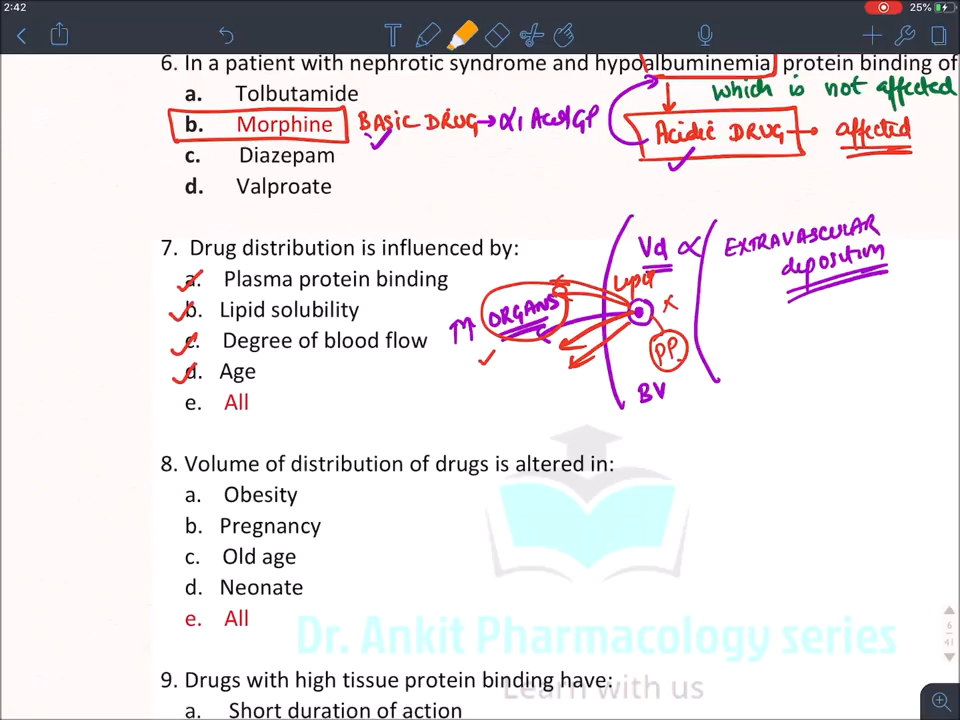 2:42
25%
T
6. In a patient with nephrotic syndrome and hypoalbuminemia protein binding of
which is not affected
a. Tolbutamide
b. Morphine BASIC DRUG → α1 Acid GP
Acidic DRUG → affected
c. Diazepam
d. Valproate
7. Drug distribution is influenced by:
Vd ∝ EXTRAVASCULAR
deposition
a. Plasma protein binding
Lipid
b. Lipid solubility
↑↑ ORGANS
c. Degree of blood flow
PP
d. Age
BV
e. All
8. Volume of distribution of drugs is altered in:
a. Obesity
b. Pregnancy
c. Old age
d. Neonate
e. All
6
41
Dr. Ankit Pharmacology series
9. Drugs with high tissue protein binding have:
Learn with us
a. Short duration of action